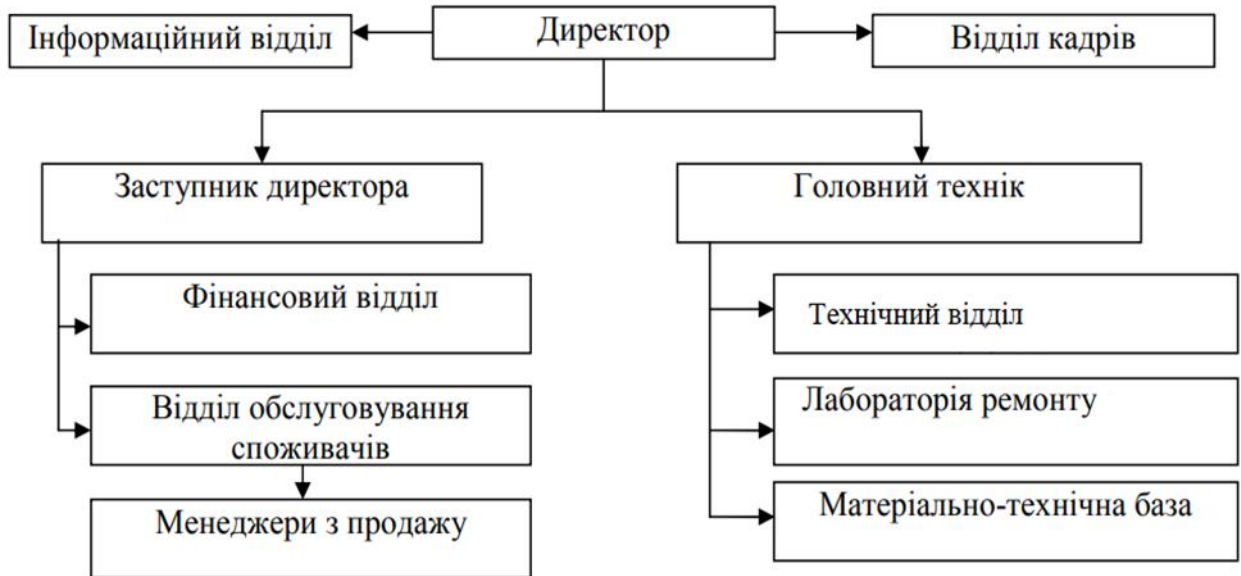 Інформаційний відділ
Директор
Відділ кадрів
Заступник директора
Головний технік
Фінансовий відділ
Технічний відділ
Відділ обслуговування
споживачів
Лабораторія ремонту
Менеджери з продажу
Матеріально-технічна база